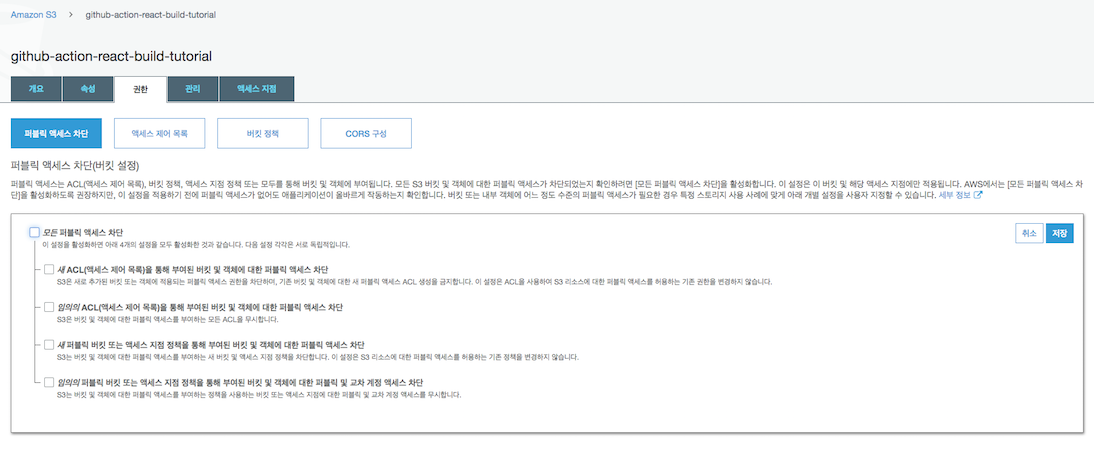 Amazon S3 > github-action-react-build-tutorial
github-action-react-build-tutorial
개요 속성 권한 관리 액세스 지점
퍼블릭 액세스 차단 액세스 제어 목록 버킷 정책 CORS 구성
퍼블릭 액세스 차단(버킷 설정)
퍼블릭 액세스는 ACL(액세스 제어 목록), 버킷 정책, 액세스 지점 정책 또는 모두를 통해 버킷 및 객체에 부여됩니다. 모든 S3 버킷 및 객체에 대한 퍼블릭 액세스가 차단되었는지 확인하려면 [모든 퍼블릭 액세스 차단]을 활성화합니다. 이 설정은 이 버킷 및 해당 액세스 지점에만 적용됩니다. AWS에서는 [모든 퍼블릭 액세스 차
단]을 활성화하도록 권장하지만, 이 설정을 적용하기 전에 퍼블릭 액세스가 없어도 애플리케이션이 올바르게 작동하는지 확인합니다. 버킷 또는 내부 객체에 어느 정도 수준의 퍼블릭 액세스가 필요한 경우 특정 스토리지 사용 사례에 맞게 아래 개별 설정을 사용자 지정할 수 있습니다. 세부 정보
모든 퍼블릭 액세스 차단
취소 저장
이 설정을 활성화하면 아래 4개의 설정을 모두 활성화한 것과 같습니다. 다음 설정 각각은 서로 독립적입니다.
새 ACL(액세스 제어 목록)을 통해 부여된 버킷 및 객체에 대한 퍼블릭 액세스 차단
S3은 새로 추가된 버킷 또는 객체에 적용되는 퍼블릭 액세스 권한을 차단하며, 기존 버킷 및 객체에 대한 새 퍼블릭 액세스 ACL 생성을 금지합니다. 이 설정은 ACL을 사용하여 S3 리소스에 대한 퍼블릭 액세스를 허용하는 기존 권한을 변경하지 않습니다.
임의의 ACL(액세스 제어 목록)을 통해 부여된 버킷 및 객체에 대한 퍼블릭 액세스 차단
S3은 버킷 및 객체에 대한 퍼블릭 액세스를 부여하는 모든 ACL을 무시합니다.
새 퍼블릭 버킷 또는 액세스 지점 정책을 통해 부여된 버킷 및 객체에 대한 퍼블릭 액세스 차단
S3는 버킷 및 객체에 대한 퍼블릭 액세스를 부여하는 새 버킷 및 액세스 지점 정책을 차단합니다. 이 설정은 S3 리소스에 대한 퍼블릭 액세스를 허용하는 기존 정책을 변경하지 않습니다.
임의의 퍼블릭 버킷 또는 액세스 지점 정책을 통해 부여된 버킷 및 객체에 대한 퍼블릭 및 교차 계정 액세스 차단
S3는 버킷 및 객체에 대한 퍼블릭 액세스를 부여하는 정책을 사용하는 버킷 또는 액세스 지점에 대한 퍼블릭 및 교차 계정 액세스를 무시합니다.